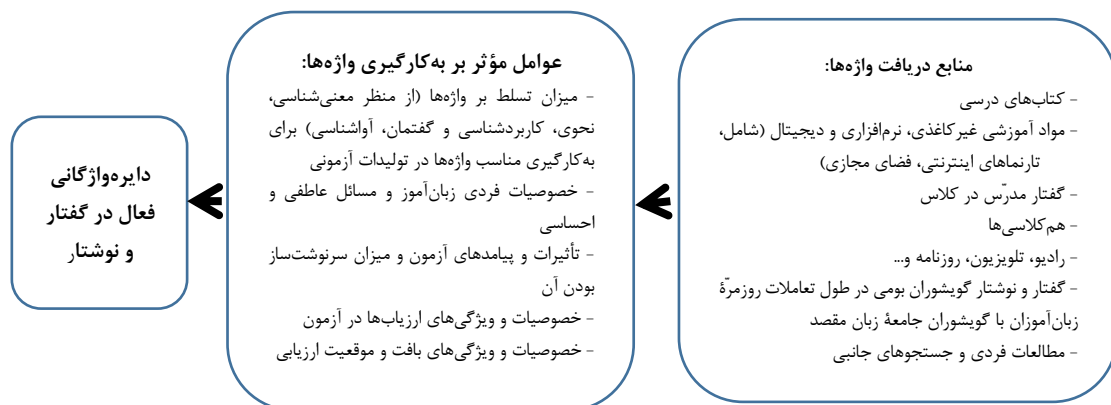 منابع دریافت واژه‌ها:
- کتاب‌های درسی
- مواد آموزشی غیرکاغذی، نرم‌افزاری و دیجیتال (شامل،
تارنماهای اینترنتی، فضای مجازی)
- گفتار مدرّس در کلاس
- هم‌کلاسی‌ها
- رادیو، تلویزیون، روزنامه و...
- گفتار و نوشتار گویشوران بومی در طول تعاملات روزمرّۀ
زبان‌آموزان با گویشوران جامعۀ زبان مقصد
- مطالعات فردی و جستجوهای جانبی
عوامل مؤثر بر به‌کارگیری واژه‌ها:
- میزان تسلط بر واژه‌ها (از منظر معنی‌شناسی،
نحوی، کاربردشناسی و گفتمان، آواشناسی) برای
به‌کارگیری مناسب واژه‌ها در تولیدات آزمونی
- خصوصیات فردی زبان‌آموز و مسائل عاطفی و
احساسی
- تأثیرات و پیامدهای آزمون و میزان سرنوشت‌ساز
بودن آن
- خصوصیات و ویژگی‌های ارزیاب‌ها در آزمون
- خصوصیات و ویژگی‌های بافت و موقعیت ارزیابی
دایره‌واژگانی
فعال در گفتار
و نوشتار